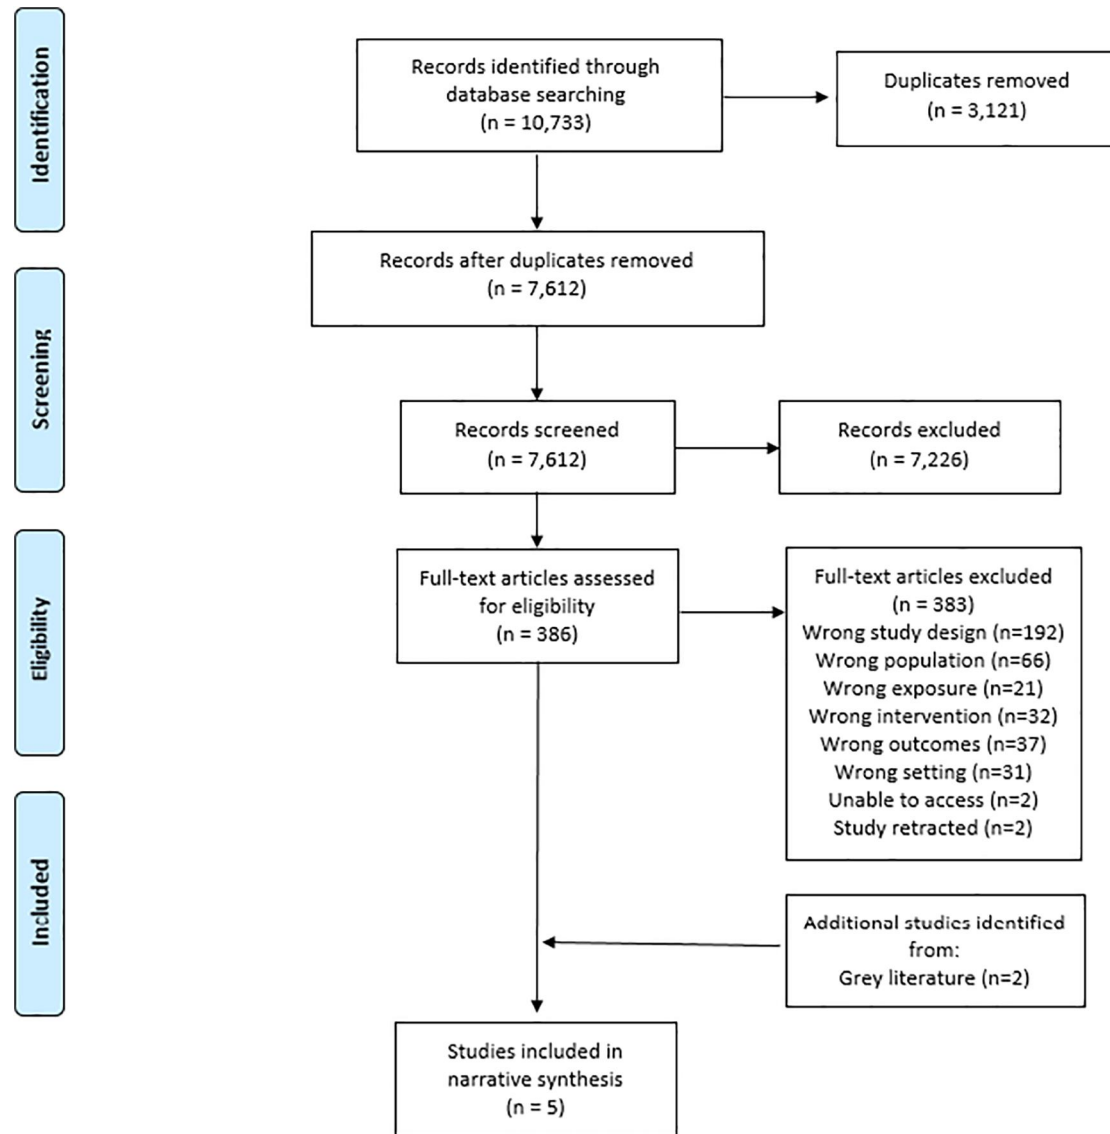 Identification
Records identified through
database searching
(n = 10,733)
Duplicates removed
(n = 3,121)
Records after duplicates removed
(n = 7,612)
Screening
Records screened
(n = 7,612)
Records excluded
(n = 7,226)
Eligibility
Full-text articles assessed
for eligibility
(n = 386)
Full-text articles excluded
(n = 383)
Wrong study design (n=192)
Wrong population (n=66)
Wrong exposure (n=21)
Wrong intervention (n=32)
Wrong outcomes (n=37)
Wrong setting (n=31)
Unable to access (n=2)
Study retracted (n=2)
Included
Additional studies identified
from:
Grey literature (n=2)
Studies included in
narrative synthesis
(n = 5)